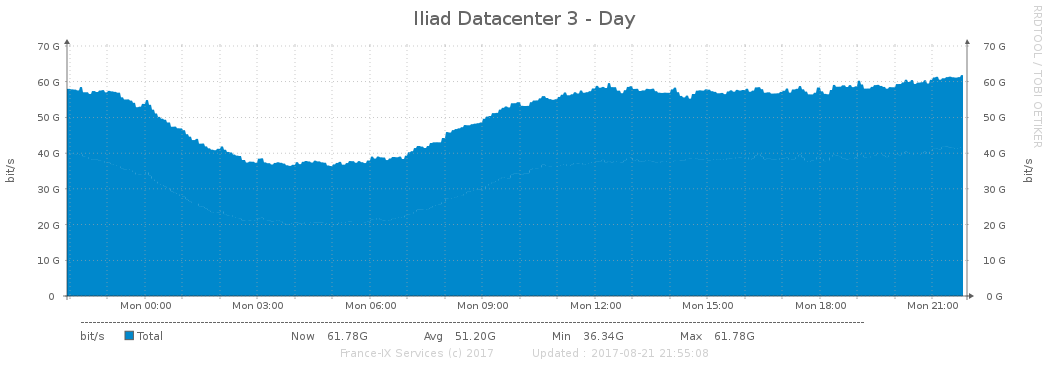 Iliad Datacenter 3 - Day
RRDTOOL / TOBI OETIKER
70 G 70 G
60 G 60 G
50 G 50 G
40 G 40 G
30 G 30 G
20 G 20 G
10 G 10 G
0 0 G
bit/s bit/s
Mon 00:00 Mon 03:00 Mon 06:00 Mon 09:00 Mon 12:00 Mon 15:00 Mon 18:00 Mon 21:00
bit/s Total Now 61.78G Avg 51.20G Min 36.34G Max 61.78G
France-IX Services (c) 2017 Updated : 2017-08-21 21:55:08